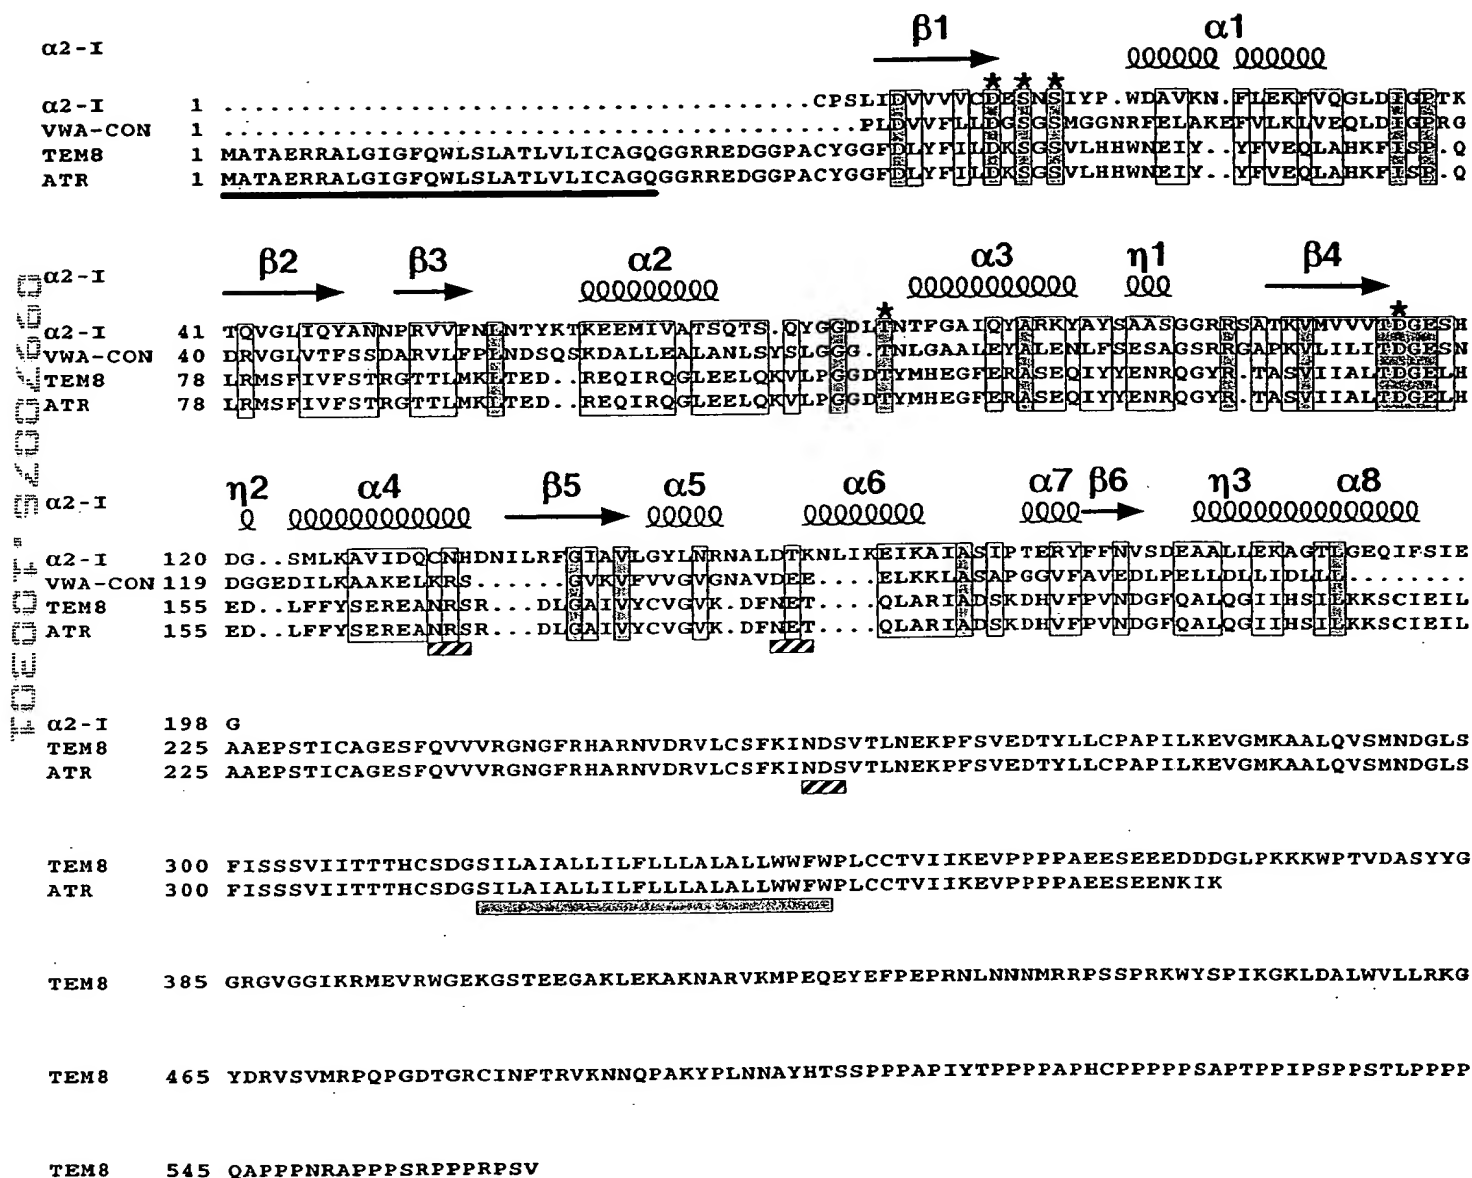 β1 α1
α2-I
α2-I 1 ......................................CPSLIDVVVVCDESNSIYP.WDAVKN.FLEKFVQGLDIGPTK
VWA-CON 1 .........................................PLDVVFLLDGSGSMGGNRFELAKEFVLKLVEQLDIGPRG
TEM8 1 MATAERRALGIGFQWLSLATLVLICAGQGGRREDGGPACYGGFDLYFILDKSGSVLHHWNEIY..YFVEQLAHKFISP.Q
ATR 1 MATAERRALGIGFQWLSLATLVLICAGQGGRREDGGPACYGGFDLYFILDKSGSVLHHWNEIY..YFVEQLAHKFISP.Q
β2 β3 α2 α3 η1 β4
α2-I
α2-I 41 TQVGLIQYANNPRVVFNLNTYKTKEEMIVATSQTS.QYGGDLTNTFGAIQYARKYAYSAASGGRRSATKVMVVVTDGESH
VWA-CON 40 DRVGLVTFSSDARVLFPLNDSQSKDALLEALANLSYSLGGG.TNLGAALEYALENLFSESAGSRRGAPKVLILITDGESN
TEM8 78 LRMSFIVFSTRGTTLMKLTED..REQIRQGLEELQKVLPGGDTYMHEGFERASEQIYYENRQGYR.TASVIIALTDGELH
ATR 78 LRMSFIVFSTRGTTLMKLTED..REQIRQGLEELQKVLPGGDTYMHEGFERASEQIYYENRQGYR.TASVIIALTDGELH
η2 α4 β5 α5 α6 α7 β6 η3 α8
α2-I
α2-I 120 DG..SMLKAVIDQCNHDNILRFGIAVLGYLNRNALDTKNLIKEIKAIASIPTERYFFNVSDEAALLEKAGTLGEQIFSIE
VWA-CON 119 DGGEDILKAAKELKRS......GVKVFVVGVGNAVDEE....ELKKLASAPGGVFAVEDLPELLDLLIDLLL........
TEM8 155 ED..LFFYSEREANRSR...DLGAIVYCVGVK.DFNET....QLARIADSKDHVFPVNDGFQALQGIIHSILKKSCIEIL
ATR 155 ED..LFFYSEREANRSR...DLGAIVYCVGVK.DFNET....QLARIADSKDHVFPVNDGFQALQGIIHSILKKSCIEIL
α2-I 198 G
TEM8 225 AAEPSTICAGESFQVVVRGNGFRHARNVDRVLCSFKINDSVTLNEKPFSVEDTYLLCPAPILKEVGMKAALQVSMNDGLS
ATR 225 AAEPSTICAGESFQVVVRGNGFRHARNVDRVLCSFKINDSVTLNEKPFSVEDTYLLCPAPILKEVGMKAALQVSMNDGLS
TEM8 300 FISSSVIITTTHCSDGSILAIALLILFLLLALALLWWFWPLCCTVIIKEVPPPPAEESEEEDDDGLPKKKWPTVDASYYG
ATR 300 FISSSVIITTTHCSDGSILAIALLILFLLLALALLWWFWPLCCTVIIKEVPPPPAEESEENKIK
TEM8 385 GRGVGGIKRMEVRWGEKGSTEEGAKLEKAKNARVKMPEQEYEFPEPRNLNNNMRRPSSPRKWYSPIKGKLDALWVLLRKG
TEM8 465 YDRVSVMRPQPGDTGRCINFTRVKNNQPAKYPLNNAYHTSSPPPAPIYTPPPPAPHCPPPPPSAPTPPIPSPPSTLPPPP
TEM8 545 QAPPPNRAPPPSRPPPRPSV